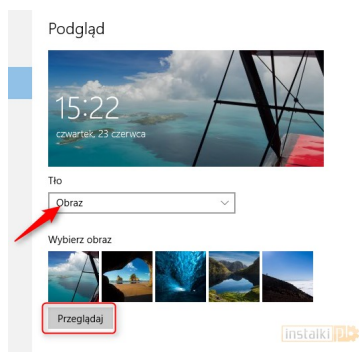 Podgląd
15:22
czwartek, 23 czerwca
Tło
Obraz
Wybierz obraz
Przeglądaj
instalki.pl